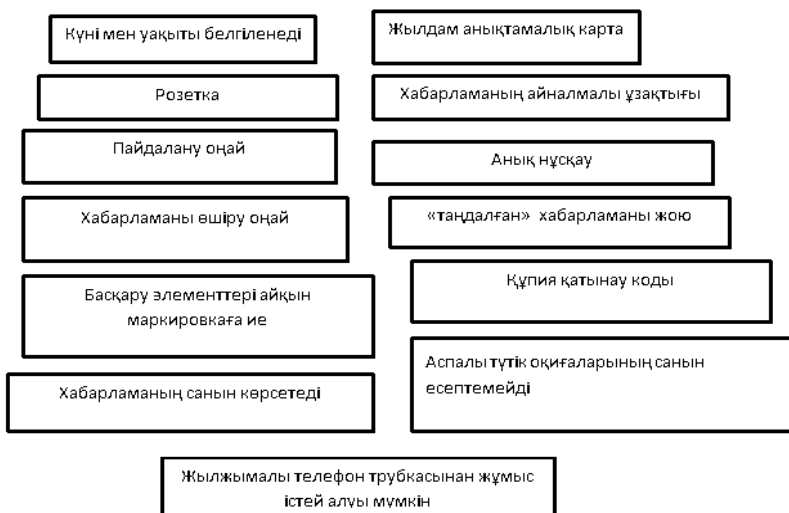 Күні мен уақыты белгіленеді
Жылдам анықтамалық карта
Розетка
Хабарламаның айналмалы ұзақтығы
Пайдалану оңай
Анық нұсқау
Хабарламаны өшіру оңай
«таңдалған» хабарламаны жою
Басқару элементтері айқын
маркировкаға ие
Құпия қатынау коды
Аспалы түтік оқиғаларының санын
есептемейді
Хабарламаның санын көрсетеді
Жылжымалы телефон трубкасынан жұмыс
істей алуы мүмкін